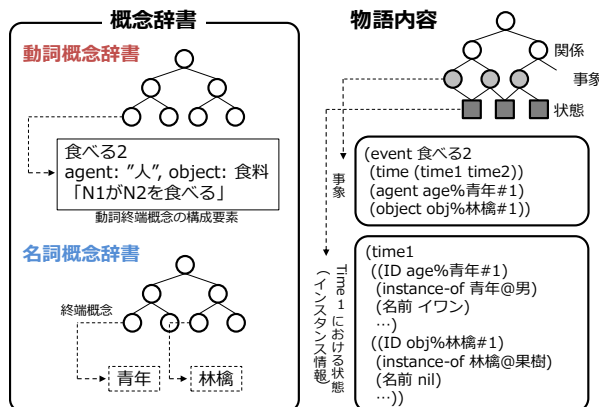 概念辞書
動詞概念辞書
食べる2
agent: ”人”, object: 食料
「N1がN2を食べる」
動詞終端概念の構成要素
名詞概念辞書
終端概念
青年
林檎
物語内容
関係
事象
状態
事象
(event 食べる2
(time (time1 time2))
(agent age%青年#1)
(object obj%林檎#1))
Time1における状態
(インスタンス情報)
(time1
((ID age%青年#1)
(instance-of 青年@男)
(名前 イワン)
…)
((ID obj%林檎#1)
(instance-of 林檎@果樹)
(名前 nil)
…))